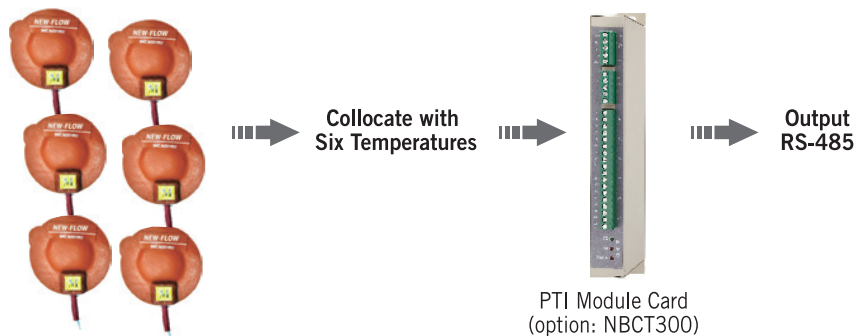 NEW-FLOW
NEW-FLOW
NEW-FLOW
NEW-FLOW
NEW-FLOW
NEW-FLOW
Collocate with
Six Temperatures
Output
RS-485
PTI Module Card
(option: NBCT300)